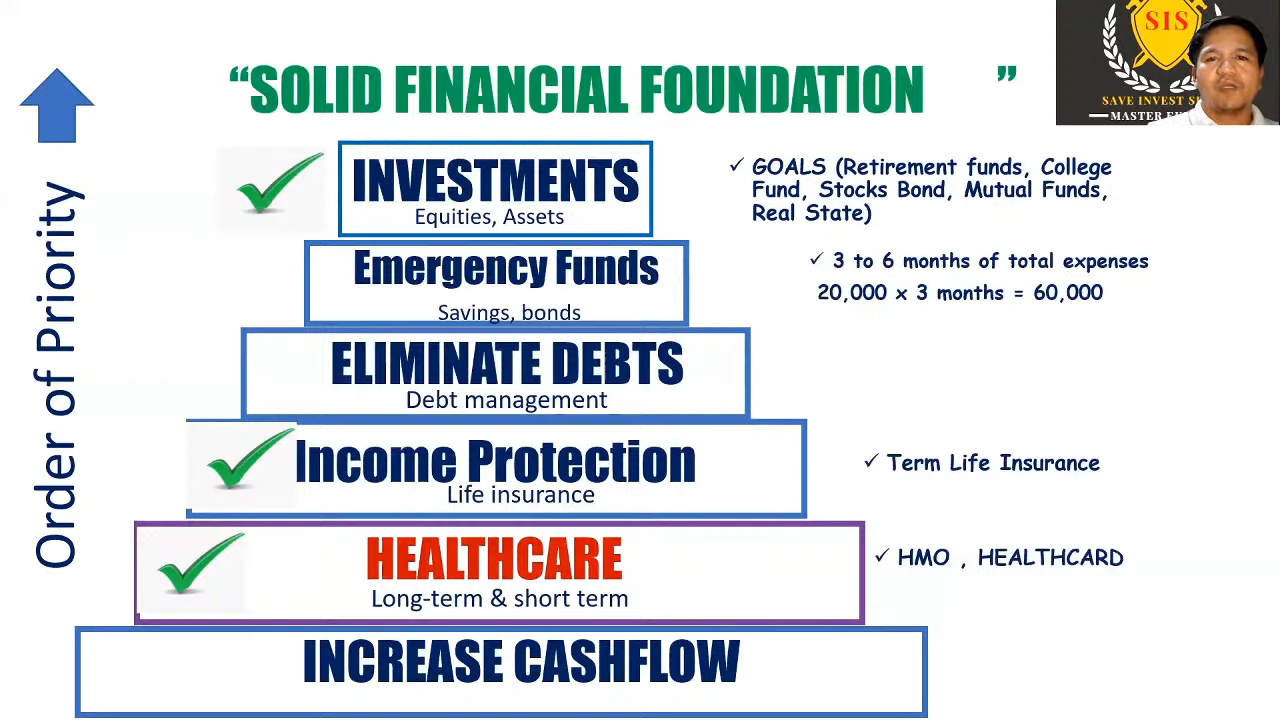 SIS
SAVE INVEST
MASTER
“SOLID FINANCIAL FOUNDATION ”
Order of Priority
INVESTMENTS
Equities, Assets
✓ GOALS (Retirement funds, College
Fund, Stocks Bond, Mutual Funds,
Real State)
Emergency Funds
Savings, bonds
✓ 3 to 6 months of total expenses
20,000 x 3 months = 60,000
ELIMINATE DEBTS
Debt management
Income Protection
Life insurance
✓ Term Life Insurance
HEALTHCARE
Long-term & short term
✓ HMO , HEALTHCARD
INCREASE CASHFLOW